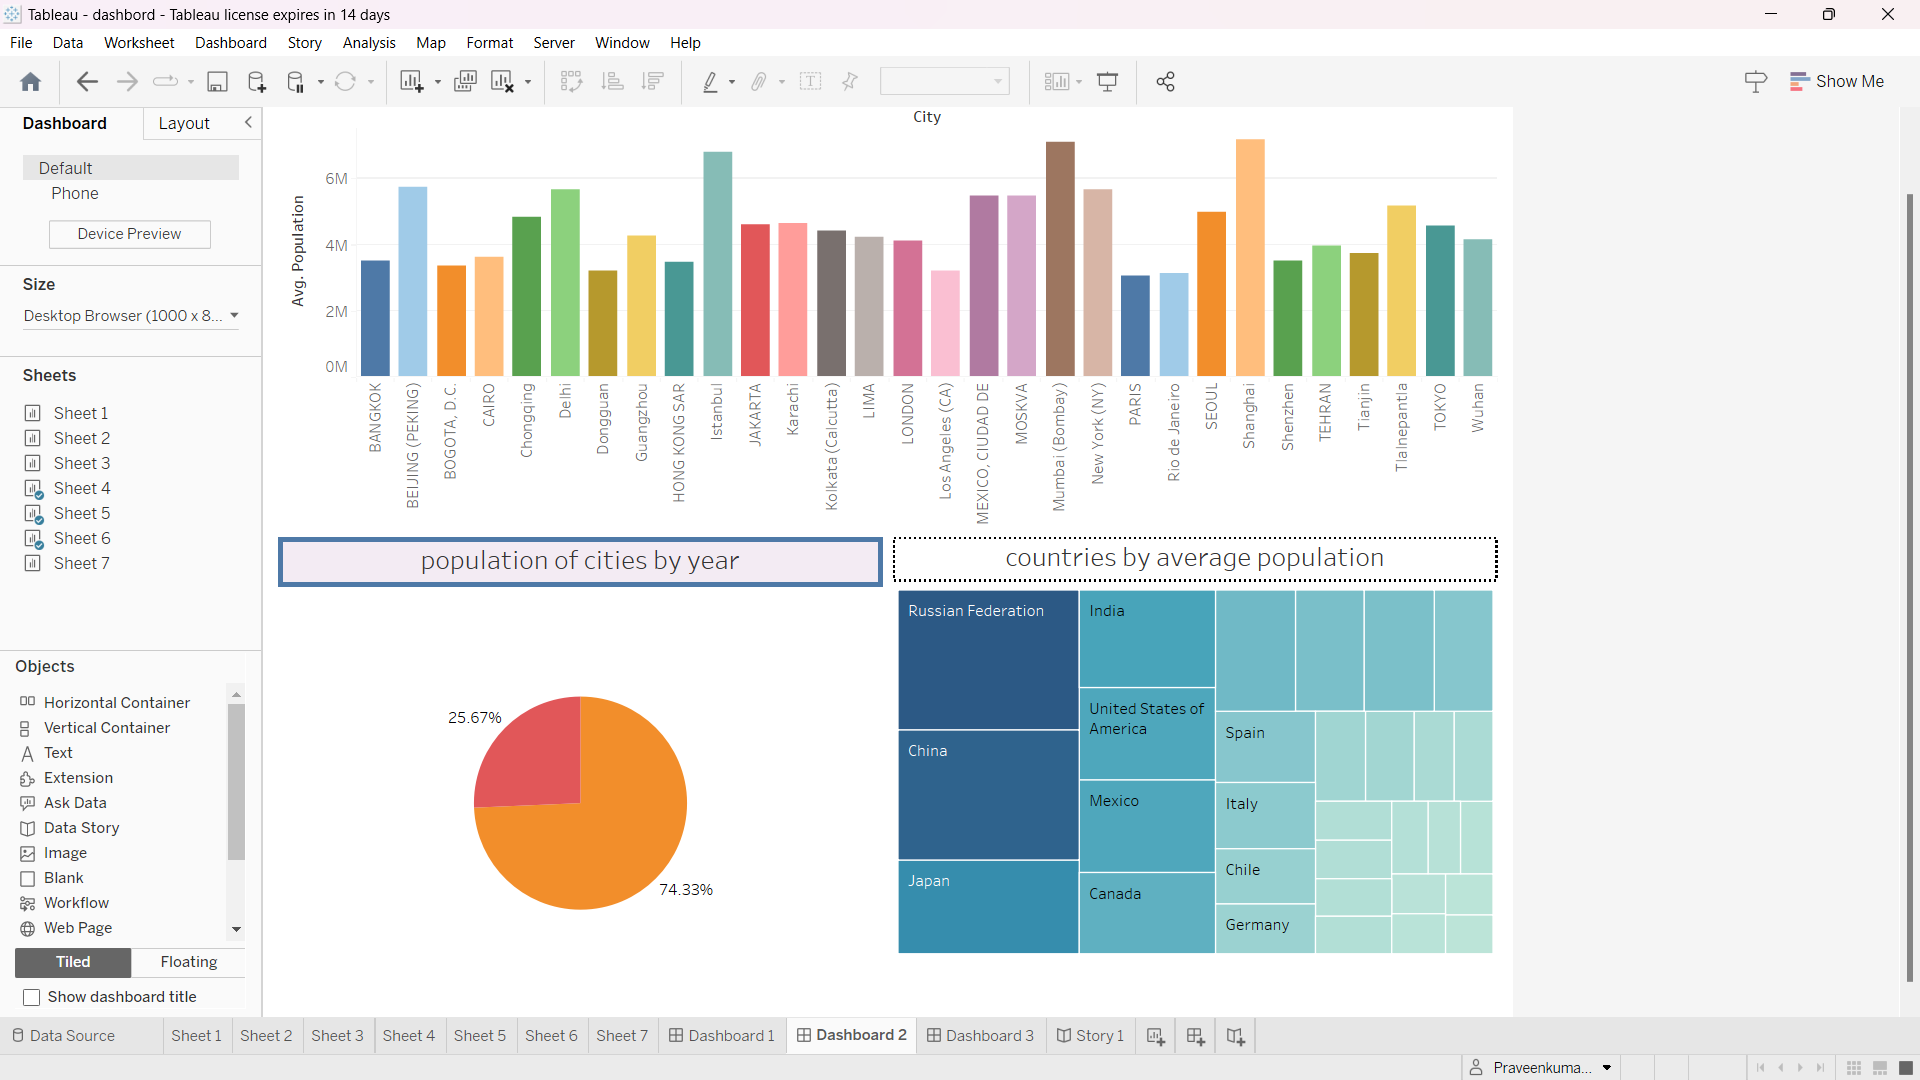 Tableau - dashbord - Tableau license expires in 14 days
File Data Worksheet Dashboard Story Analysis Map Format Server Window Help
Show Me
Dashboard Layout
Default
Phone
Device Preview
Size
Desktop Browser (1000 x 8...
Sheets
Sheet 1
Sheet 2
Sheet 3
Sheet 4
Sheet 5
Sheet 6
Sheet 7
Objects
Horizontal Container
Vertical Container
Text
Extension
Ask Data
Data Story
Image
Blank
Workflow
Web Page
Tiled Floating
Show dashboard title
City
Avg. Population
6M
4M
2M
0M
BANGKOK
BEIJING (PEKING)
BOGOTA, D.C.
CAIRO
Chongqing
Delhi
Dongguan
Guangzhou
HONG KONG SAR
Istanbul
JAKARTA
Karachi
Kolkata (Calcutta)
LIMA
LONDON
Los Angeles (CA)
MEXICO, CIUDAD DE
MOSKVA
Mumbai (Bombay)
New York (NY)
PARIS
Rio de Janeiro
SEOUL
Shanghai
Shenzhen
TEHRAN
Tianjin
Tlalnepantla
TOKYO
Wuhan
population of cities by year
25.67%
74.33%
countries by average population
Russian Federation
China
Japan
India
United States of
America
Mexico
Canada
Spain
Italy
Chile
Germany
Data Source Sheet 1 Sheet 2 Sheet 3 Sheet 4 Sheet 5 Sheet 6 Sheet 7 Dashboard 1 Dashboard 2 Dashboard 3 Story 1
Praveenkuma...